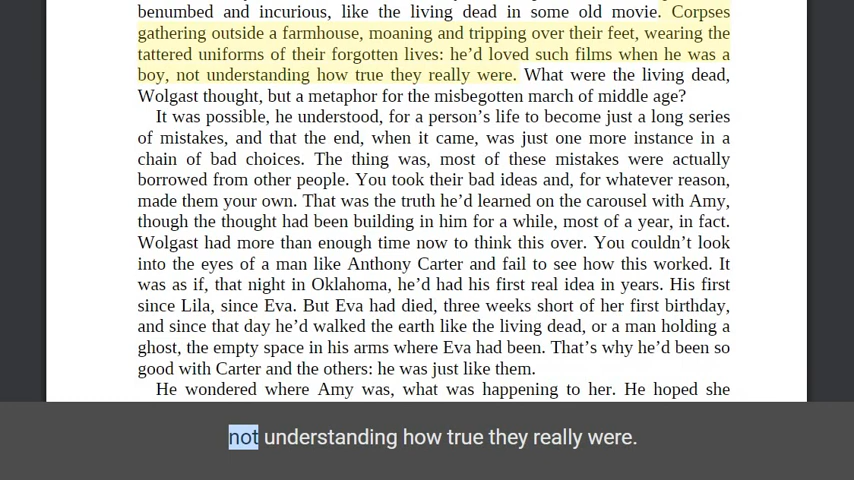 benumbed and incurious, like the living dead in some old movie. Corpses
gathering outside a farmhouse, moaning and tripping over their feet, wearing the
tattered uniforms of their forgotten lives: he’d loved such films when he was a
boy, not understanding how true they really were. What were the living dead,
Wolgast thought, but a metaphor for the misbegotten march of middle age?
It was possible, he understood, for a person’s life to become just a long series
of mistakes, and that the end, when it came, was just one more instance in a
chain of bad choices. The thing was, most of these mistakes were actually
borrowed from other people. You took their bad ideas and, for whatever reason,
made them your own. That was the truth he’d learned on the carousel with Amy,
though the thought had been building in him for a while, most of a year, in fact.
Wolgast had more than enough time now to think this over. You couldn’t look
into the eyes of a man like Anthony Carter and fail to see how this worked. It
was as if, that night in Oklahoma, he’d had his first real idea in years. His first
since Lila, since Eva. But Eva had died, three weeks short of her first birthday,
and since that day he’d walked the earth like the living dead, or a man holding a
ghost, the empty space in his arms where Eva had been. That’s why he’d been so
good with Carter and the others: he was just like them.
He wondered where Amy was, what was happening to her. He hoped she
not understanding how true they really were.